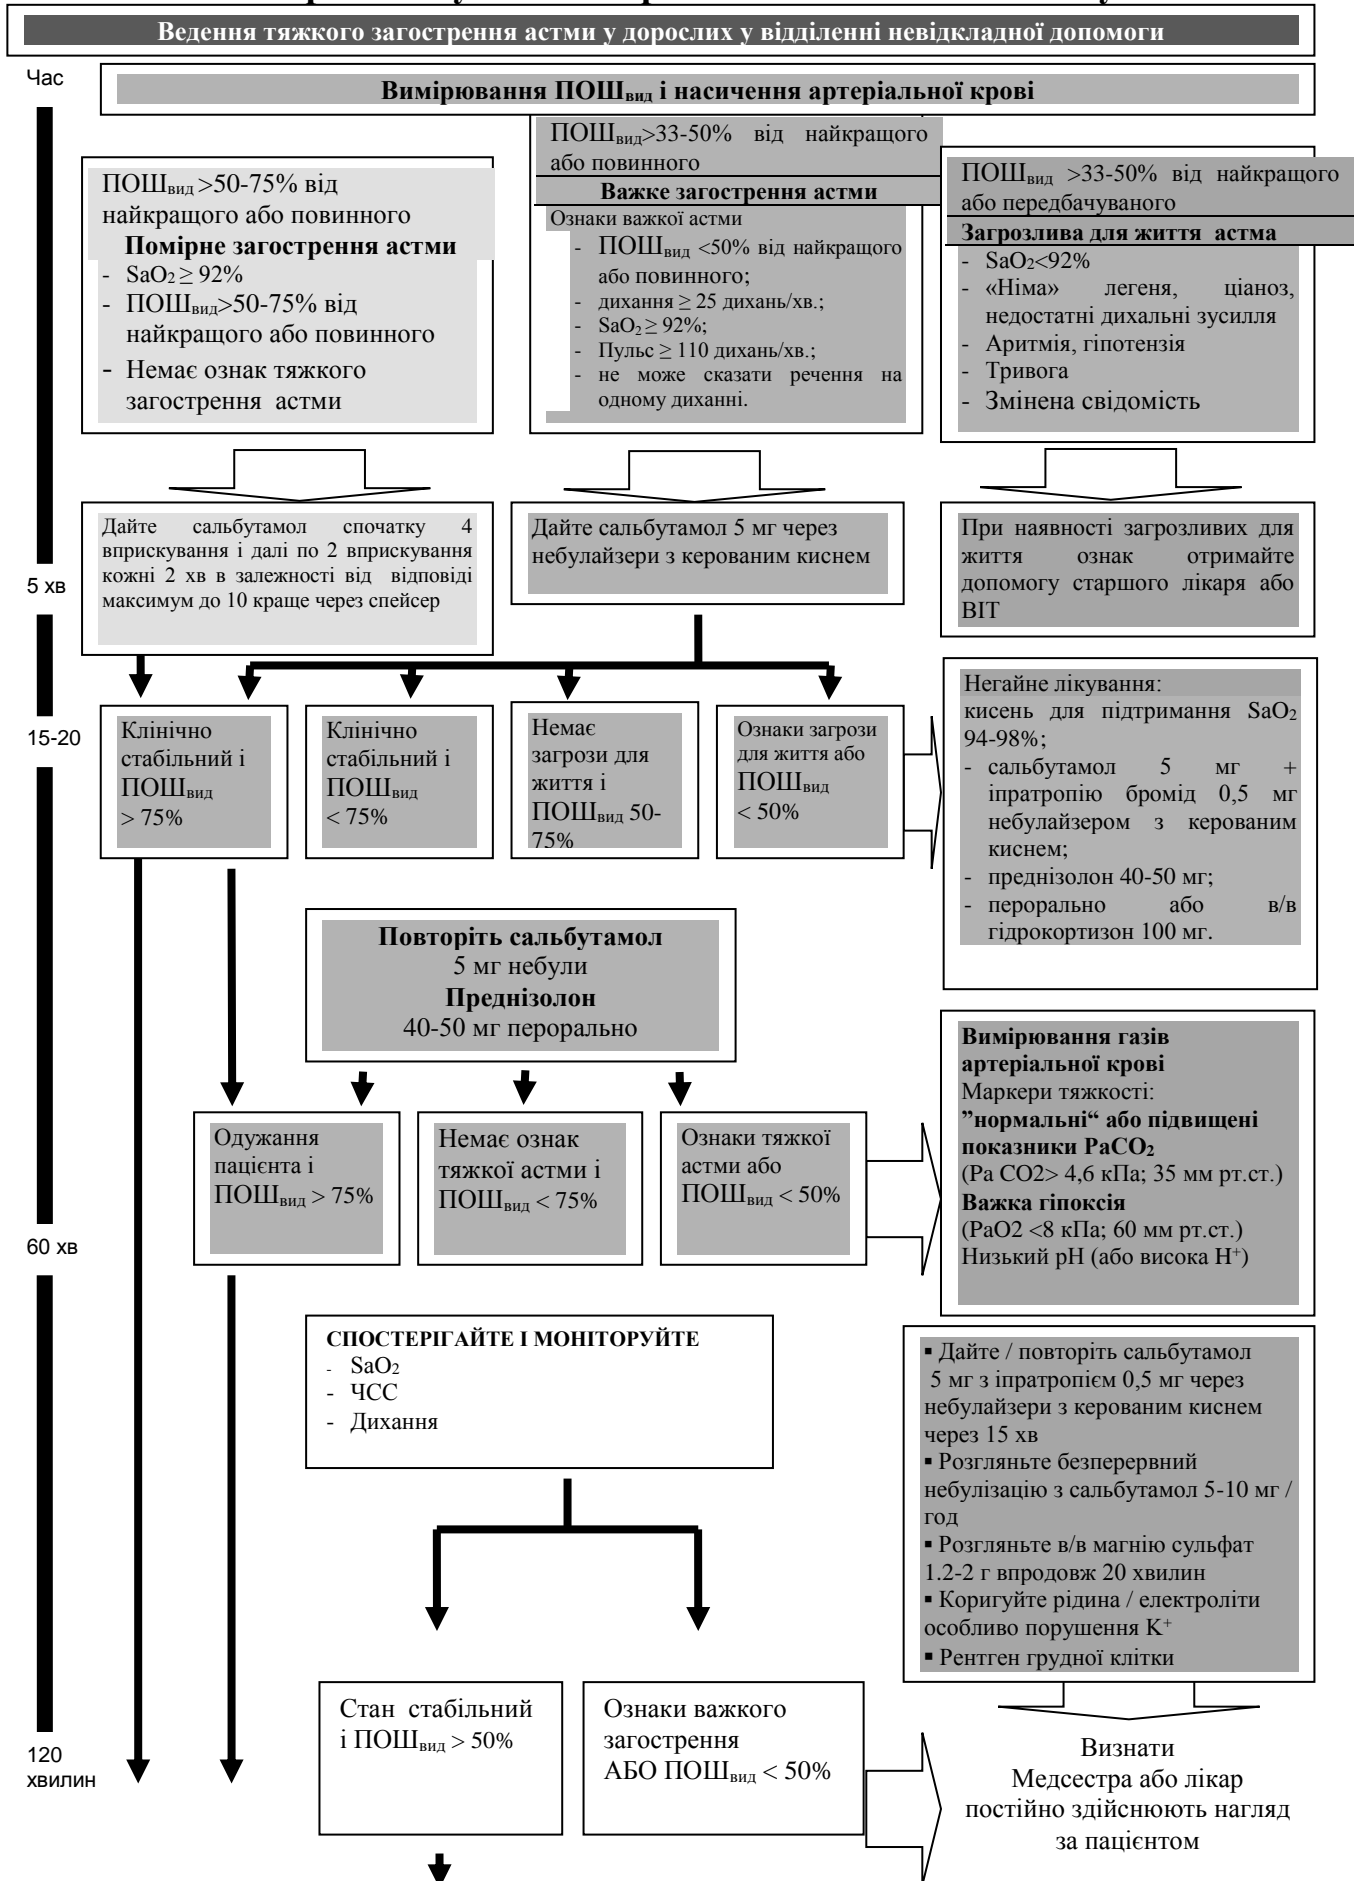 Ведення тяжкого загострення астми у дорослих у відділенні невідкладної допомоги
Час
Вимірювання ПОШвид і насичення артеріальної крові
ПОШвид >50-75% від
найкращого або повинного
Помірне загострення астми
- SaO₂ ≥ 92%
- ПОШвид>50-75% від
найкращого або повинного
- Немає ознак тяжкого
загострення астми
ПОШвид>33-50% від найкращого
або повинного
Важке загострення астми
Ознаки важкої астми
- ПОШвид <50% від найкращого
або повинного;
- дихання ≥ 25 дихань/хв.;
- SaO₂ ≥ 92%;
- Пульс ≥ 110 дихань/хв.;
- не може сказати речення на
одному диханні.
ПОШвид >33-50% від найкращого
або передбачуваного
Загрозлива для життя астма
- SaO₂<92%
- «Німа» легеня, ціаноз,
недостатні дихальні зусилля
- Аритмія, гіпотензія
- Тривога
- Змінена свідомість
5 хв
Дайте сальбутамол спочатку 4
вприскування і далі по 2 вприскування
кожні 2 хв в залежності від відповіді
максимум до 10 краще через спейсер
Дайте сальбутамол 5 мг через
небулайзери з керованим киснем
При наявності загрозливих для
життя ознак отримайте
допомогу старшого лікаря або
ВІТ
15-20
Клінічно
стабільний і
ПОШвид
> 75%
Клінічно
стабільний і
ПОШвид
< 75%
Немає
загрози для
життя і
ПОШвид 50-
75%
Ознаки загрози
для життя або
ПОШвид
< 50%
Негайне лікування:
кисень для підтримання SaO₂
94-98%;
- сальбутамол 5 мг +
іпратропію бромід 0,5 мг
небулайзером з керованим
киснем;
- преднізолон 40-50 мг;
- перорально або в/в
гідрокортизон 100 мг.
Повторіть сальбутамол
5 мг небули
Преднізолон
40-50 мг перорально
60 хв
Одужання
пацієнта і
ПОШвид > 75%
Немає ознак
тяжкої астми і
ПОШвид < 75%
Ознаки тяжкої
астми або
ПОШвид < 50%
Вимірювання газів
артеріальної крові
Маркери тяжкості:
”нормальні“ або підвищені
показники PaCO₂
(Pa CO2> 4,6 кПа; 35 мм рт.ст.)
Важка гіпоксія
(PaO2 <8 кПа; 60 мм рт.ст.)
Низький pH (або висока H⁺)
СПОСТЕРІГАЙТЕ І МОНІТОРУЙТЕ
- SaO₂
- ЧСС
- Дихання
▪ Дайте / повторіть сальбутамол
5 мг з іпратропієм 0,5 мг через
небулайзери з керованим киснем
через 15 хв
▪ Розгляньте безперервний
небулізацію з сальбутамол 5-10 мг /
год
▪ Розгляньте в/в магнію сульфат
1.2-2 г впродовж 20 хвилин
▪ Коригуйте рідина / електроліти
особливо порушення K⁺
▪ Рентген грудної клітки
120
хвилин
Стан стабільний
і ПОШвид > 50%
Ознаки важкого
загострення
АБО ПОШвид < 50%
Визнати
Медсестра або лікар
постійно здійснюють нагляд
за пацієнтом